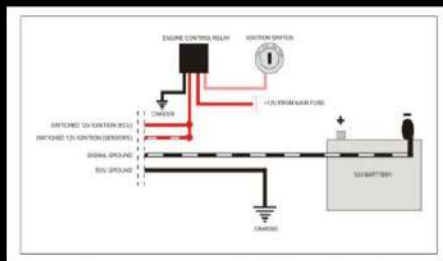 ENGINE CONTROL RELAY
IGNITION SWITCH
CHASSIS
+12V FROM MAIN FUSE
SWITCHED 12V IGNITION (ECU)
SWITCHED 12V IGNITION (SENSORS)
SIGNAL GROUND
ECU GROUND
+
-
12V BATTERY
CHASSIS